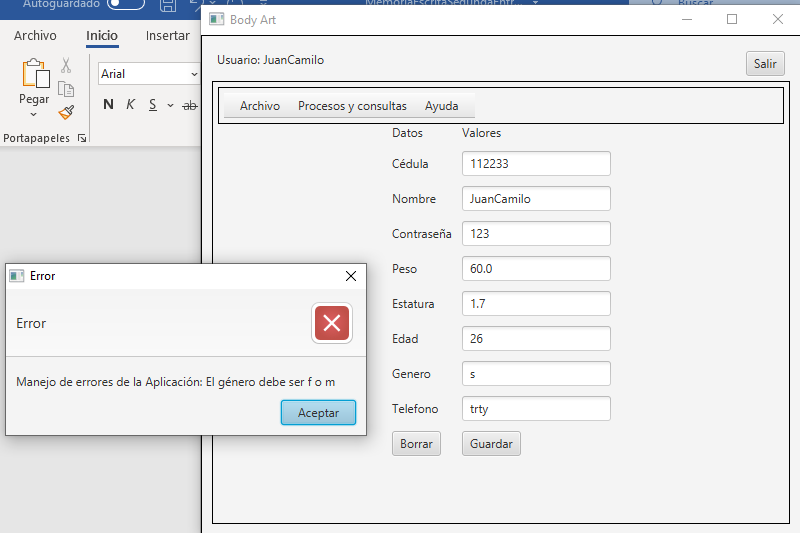 Autoguardado
MemoriaEscritaSegundaEntr...
Buscar
Archivo Inicio Insertar
Arial
Pegar
N K S ab
Portapapeles
Body Art
Usuario: JuanCamilo
Salir
Archivo Procesos y consultas Ayuda
Datos Valores
Cédula 112233
Nombre JuanCamilo
Contraseña 123
Peso 60.0
Estatura 1.7
Edad 26
Genero s
Telefono trty
Borrar Guardar
Error
Error
Manejo de errores de la Aplicación: El género debe ser f o m
Aceptar